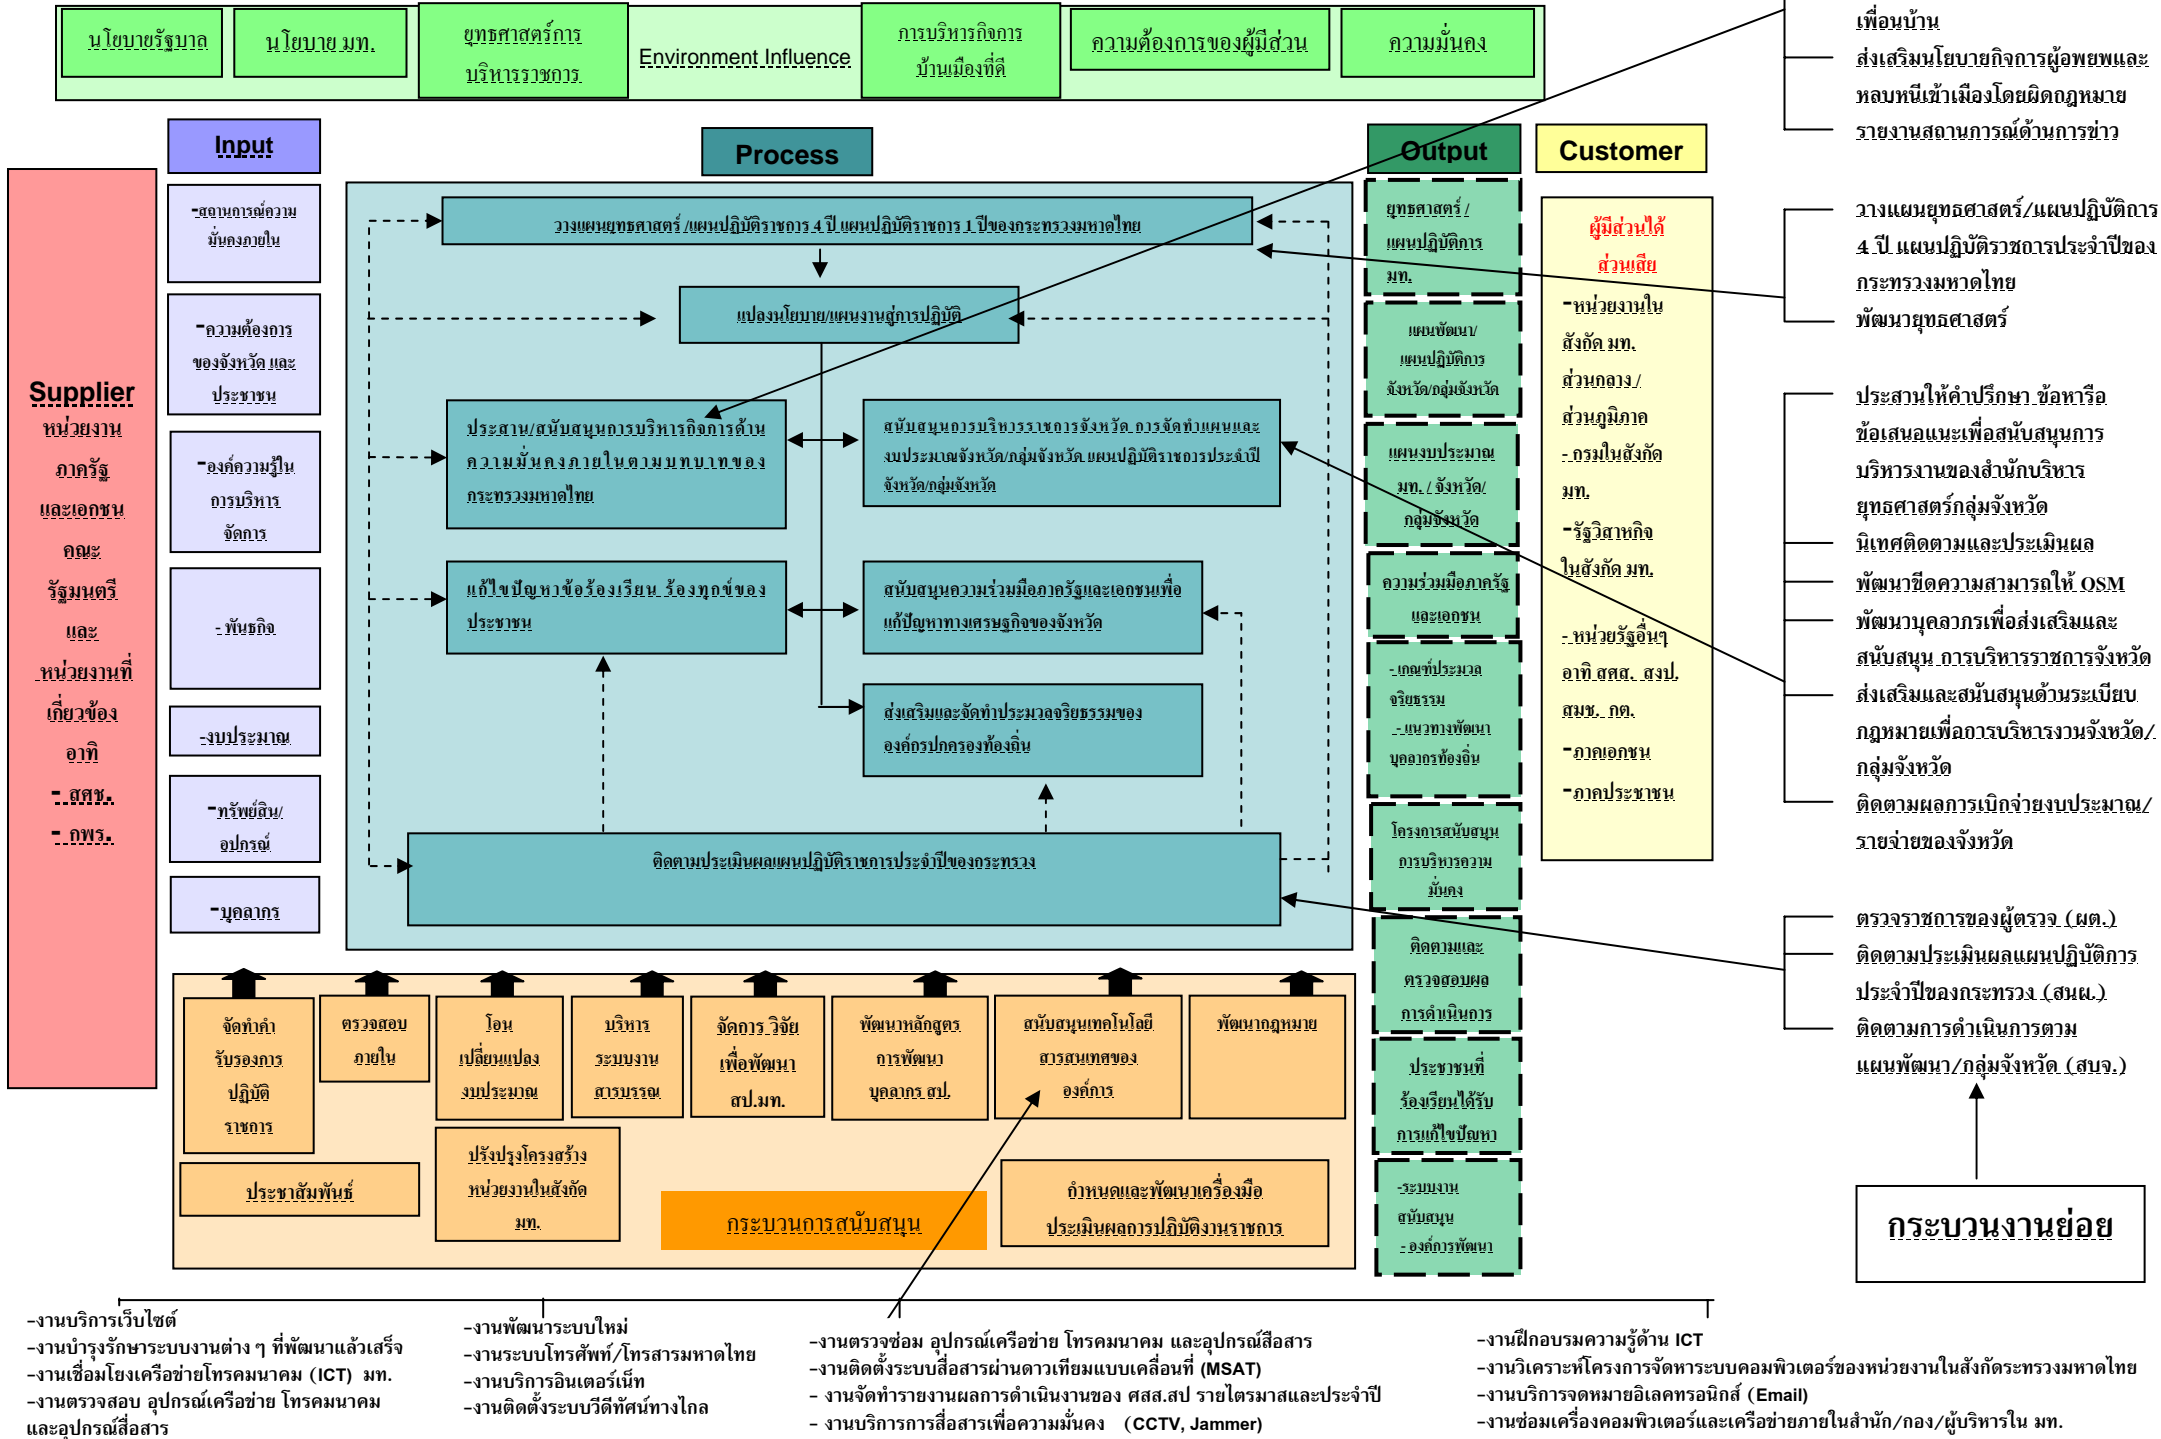 นโยบายรัฐบาล
นโยบาย มท.
ยุทธศาสตร์การ
บริหารราชการ
Environment Influence
การบริหารกิจการ
บ้านเมืองที่ดี
ความต้องการของผู้มีส่วน
ความมั่นคง
เพื่อนบ้าน
ส่งเสริมนโยบายกิจการผู้อพยพและ
หลบหนีเข้าเมืองโดยผิดกฎหมาย
รายงานสถานการณ์ด้านการข่าว
Input
Process
Output
Customer
Supplier
หน่วยงาน
ภาครัฐ
และเอกชน
คณะ
รัฐมนตรี
และ
หน่วยงานที่
เกี่ยวข้อง
อาทิ
- สศช.
- กพร.
-สถานการณ์ความ
มั่นคงภายใน
-ความต้องการ
ของจังหวัด และ
ประชาชน
-องค์ความรู้ใน
การบริหาร
จัดการ
- พันธกิจ
-งบประมาณ
-ทรัพย์สิน/
อุปกรณ์
-บุคลากร
วางแผนยุทธศาสตร์ /แผนปฏิบัติราชการ 4 ปี แผนปฏิบัติราชการ 1 ปีของกระทรวงมหาดไทย
แปลงนโยบาย/แผนงานสู่การปฏิบัติ
ประสาน/สนับสนุนการบริหารกิจการด้าน
ความมั่นคงภายในตามบทบาทของ
กระทรวงมหาดไทย
สนับสนุนการบริหารราชการจังหวัด การจัดทำแผนและ
งบประมาณจังหวัด/กลุ่มจังหวัด แผนปฏิบัติราชการประจำปี
จังหวัด/กลุ่มจังหวัด
แก้ไขปัญหาข้อร้องเรียน ร้องทุกข์ของ
ประชาชน
สนับสนุนความร่วมมือภาครัฐและเอกชนเพื่อ
แก้ปัญหาทางเศรษฐกิจของจังหวัด
ส่งเสริมและจัดทำประมวลจริยธรรมของ
องค์กรปกครองท้องถิ่น
ติดตามประเมินผลแผนปฏิบัติราชการประจำปีของกระทรวง
ยุทธศาสตร์ /
แผนปฏิบัติการ
มท.
แผนพัฒนา/
แผนปฏิบัติการ
จังหวัด/กลุ่มจังหวัด
แผนงบประมาณ
มท. / จังหวัด/
กลุ่มจังหวัด
ความร่วมมือภาครัฐ
และเอกชน
- เกณฑ์ประมวล
จริยธรรม
- แนวทางพัฒนา
บุคลากรท้องถิ่น
โครงการสนับสนุน
การบริหารความ
มั่นคง
ติดตามและ
ตรวจสอบผล
การดำเนินการ
ประชาชนที่
ร้องเรียนได้รับ
การแก้ไขปัญหา
-ระบบงาน
สนับสนุน
- องค์การพัฒนา
ผู้มีส่วนได้
ส่วนเสีย
-หน่วยงานใน
สังกัด มท.
ส่วนกลาง /
ส่วนภูมิภาค
- กรมในสังกัด
มท.
-รัฐวิสาหกิจ
ในสังกัด มท.
- หน่วยรัฐอื่นๆ
อาทิ สศส. สงป.
สมช. กต.
-ภาคเอกชน
-ภาคประชาชน
วางแผนยุทธศาสตร์/แผนปฏิบัติการ
4 ปี แผนปฏิบัติราชการประจำปีของ
กระทรวงมหาดไทย
พัฒนายุทธศาสตร์
ประสานให้คำปรึกษา ข้อหารือ
ข้อเสนอแนะเพื่อสนับสนุนการ
บริหารงานของสำนักบริหาร
ยุทธศาสตร์กลุ่มจังหวัด
นิเทศติดตามและประเมินผล
พัฒนาขีดความสามารถให้ OSM
พัฒนาบุคลากรเพื่อส่งเสริมและ
สนับสนุน การบริหารราชการจังหวัด
ส่งเสริมและสนับสนุนด้านระเบียบ
กฎหมายเพื่อการบริหารงานจังหวัด/
กลุ่มจังหวัด
ติดตามผลการเบิกจ่ายงบประมาณ/
รายจ่ายของจังหวัด
ตรวจราชการของผู้ตรวจ (ผต.)
ติดตามประเมินผลแผนปฏิบัติการ
ประจำปีของกระทรวง (สนผ.)
ติดตามการดำเนินการตาม
แผนพัฒนา/กลุ่มจังหวัด (สบจ.)
กระบวนงานย่อย
จัดทำคำ
รับรองการ
ปฏิบัติ
ราชการ
ตรวจสอบ
ภายใน
โอน
เปลี่ยนแปลง
งบประมาณ
บริหาร
ระบบงาน
สารบรรณ
จัดการ วิจัย
เพื่อพัฒนา
สป.มท.
พัฒนาหลักสูตร
การพัฒนา
บุคลากร สป.
สนับสนุนเทคโนโลยี
สารสนเทศของ
องค์การ
พัฒนากฎหมาย
ประชาสัมพันธ์
ปรังปรุงโครงสร้าง
หน่วยงานในสังกัด
มท.
กระบวนการสนับสนุน
กำหนดและพัฒนาเครื่องมือ
ประเมินผลการปฏิบัติงานราชการ
-งานบริการเว็บไซต์
-งานบำรุงรักษาระบบงานต่าง ๆ ที่พัฒนาแล้วเสร็จ
-งานเชื่อมโยงเครือข่ายโทรคมนาคม (ICT) มท.
-งานตรวจสอบ อุปกรณ์เครือข่าย โทรคมนาคม
และอุปกรณ์สื่อสาร
-งานพัฒนาระบบใหม่
-งานระบบโทรศัพท์/โทรสารมหาดไทย
-งานบริการอินเตอร์เน็ท
-งานติดตั้งระบบวีดีทัศน์ทางไกล
-งานตรวจซ่อม อุปกรณ์เครือข่าย โทรคมนาคม และอุปกรณ์สือสาร
-งานติดตั้งระบบสื่อสารผ่านดาวเทียมแบบเคลื่อนที่ (MSAT)
- งานจัดทำรายงานผลการดำเนินงานของ ศสส.สป รายไตรมาสและประจำปี
- งานบริการการสื่อสารเพื่อความมั่นคง (CCTV, Jammer)
-งานฝึกอบรมความรู้ด้าน ICT
-งานวิเคราะห์โครงการจัดหาระบบคอมพิวเตอร์ของหน่วยงานในสังกัดระทรวงมหาดไทย
-งานบริการจดหมายอิเลคทรอนิกส์ (Email)
-งานซ่อมเครื่องคอมพิวเตอร์และเครือข่ายภายในสำนัก/กอง/ผู้บริหารใน มท.